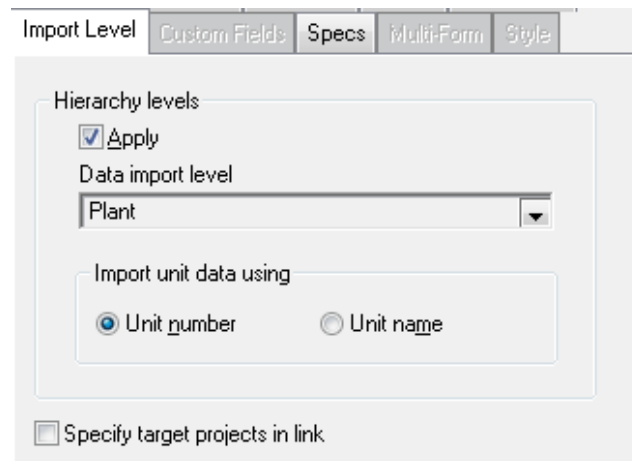 Import Level Custom Fields Specs Multi-Form Style
Hierarchy levels
Apply
Data import level
Plant
Import unit data using
Unit number Unit name
Specify target projects in link